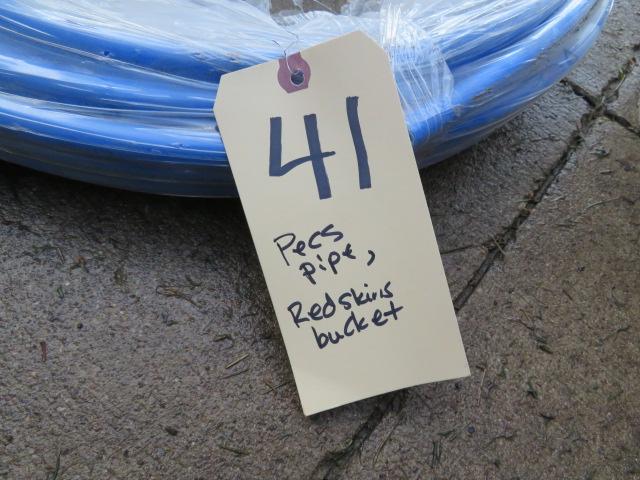 41
Pecs
pipe,
Redskins
bucket